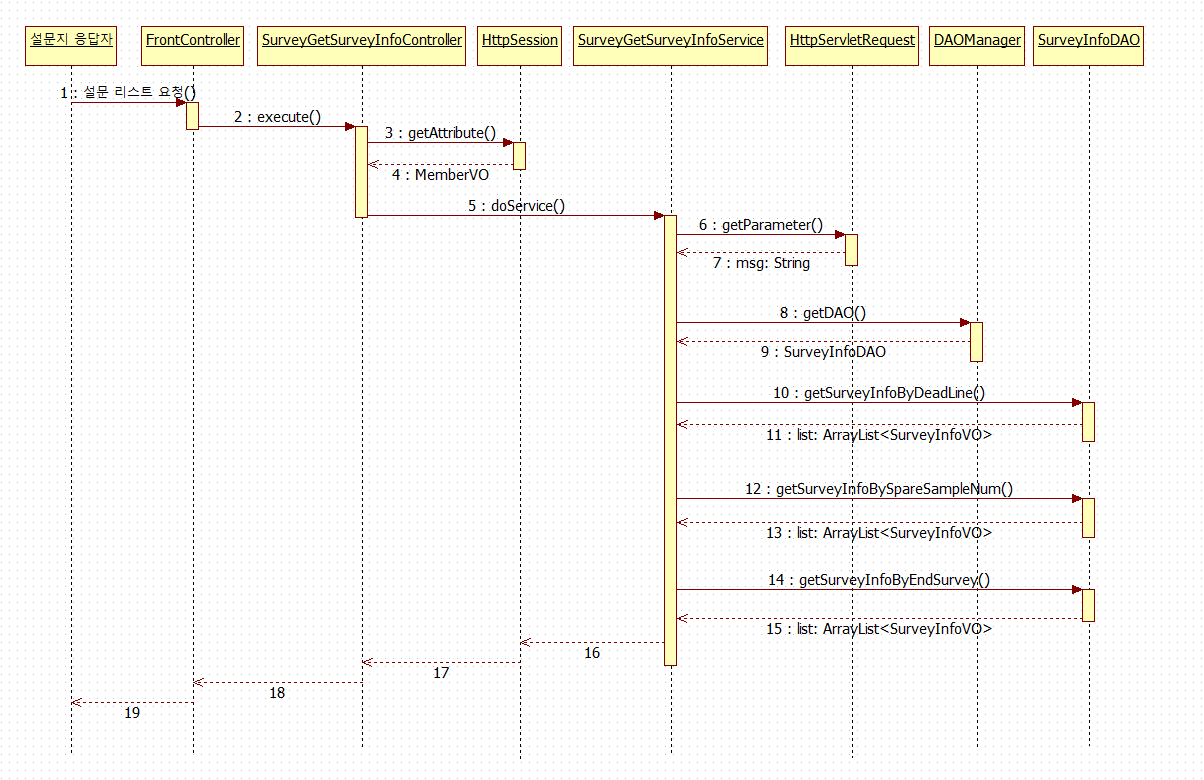 설문지 응답자
FrontController
SurveyGetSurveyInfoController
HttpSession
SurveyGetSurveyInfoService
HttpServletRequest
DAOManager
SurveyInfoDAO
1 : 설문 리스트 요청()
2 : execute()
3 : getAttribute()
4 : MemberVO
5 : doService()
6 : getParameter()
7 : msg: String
8 : getDAO()
9 : SurveyInfoDAO
10 : getSurveyInfoByDeadLine()
11 : list: ArrayList<SurveyInfoVO>
12 : getSurveyInfoBySpareSampleNum()
13 : list: ArrayList<SurveyInfoVO>
14 : getSurveyInfoByEndSurvey()
15 : list: ArrayList<SurveyInfoVO>
16
17
18
19